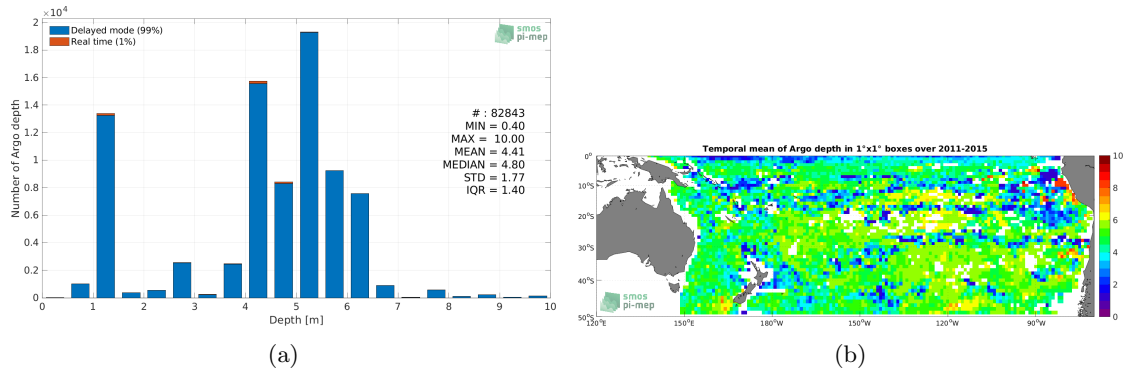 ×10⁴
2
1.8
1.6
1.4
1.2
1
0.8
0.6
0.4
0.2
0
Number of Argo depth
Delayed mode (99%)
Real time (1%)
smos
pi-mep
# : 82843
MIN = 0.40
MAX = 10.00
MEAN = 4.41
MEDIAN = 4.80
STD = 1.77
IQR = 1.40
0 1 2 3 4 5 6 7 8 9 10
Depth [m]
(a)
Temporal mean of Argo depth in 1°x1° boxes over 2011-2015
0°
10°S
20°S
30°S
40°S
50°S
120°E 150°E 180°W 150°W 120°W 90°W
smos
pi-mep
10
8
6
4
2
0
(b)